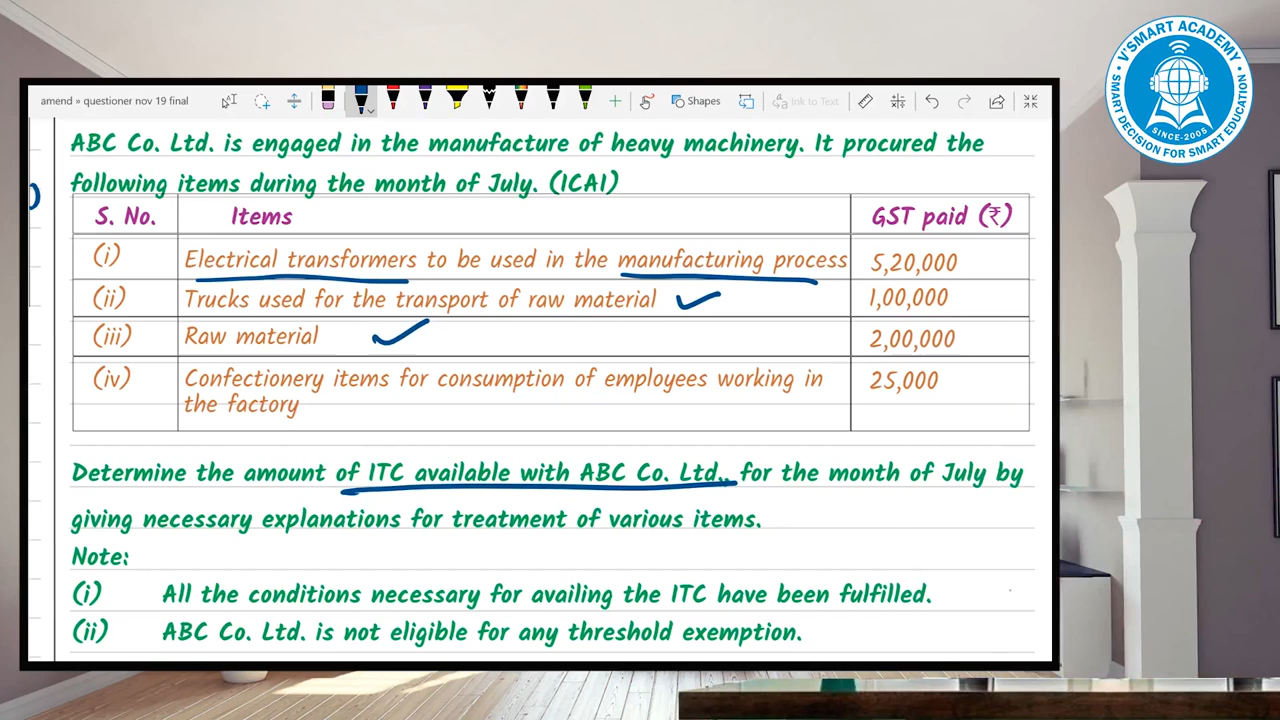 V'SMART ACADEMY
SMART DECISION FOR SMART EDUCATION
SINCE-2005
amend » questioner nov 19 final
Shapes
Ink to Text
ABC Co. Ltd. is engaged in the manufacture of heavy machinery. It procured the
following items during the month of July. (ICAI)
S. No. Items GST paid (₹)
(i) Electrical transformers to be used in the manufacturing process 5,20,000
(ii) Trucks used for the transport of raw material 1,00,000
(iii) Raw material 2,00,000
(iv) Confectionery items for consumption of employees working in 25,000
the factory
Determine the amount of ITC available with ABC Co. Ltd., for the month of July by
giving necessary explanations for treatment of various items.
Note:
(i) All the conditions necessary for availing the ITC have been fulfilled.
(ii) ABC Co. Ltd. is not eligible for any threshold exemption.